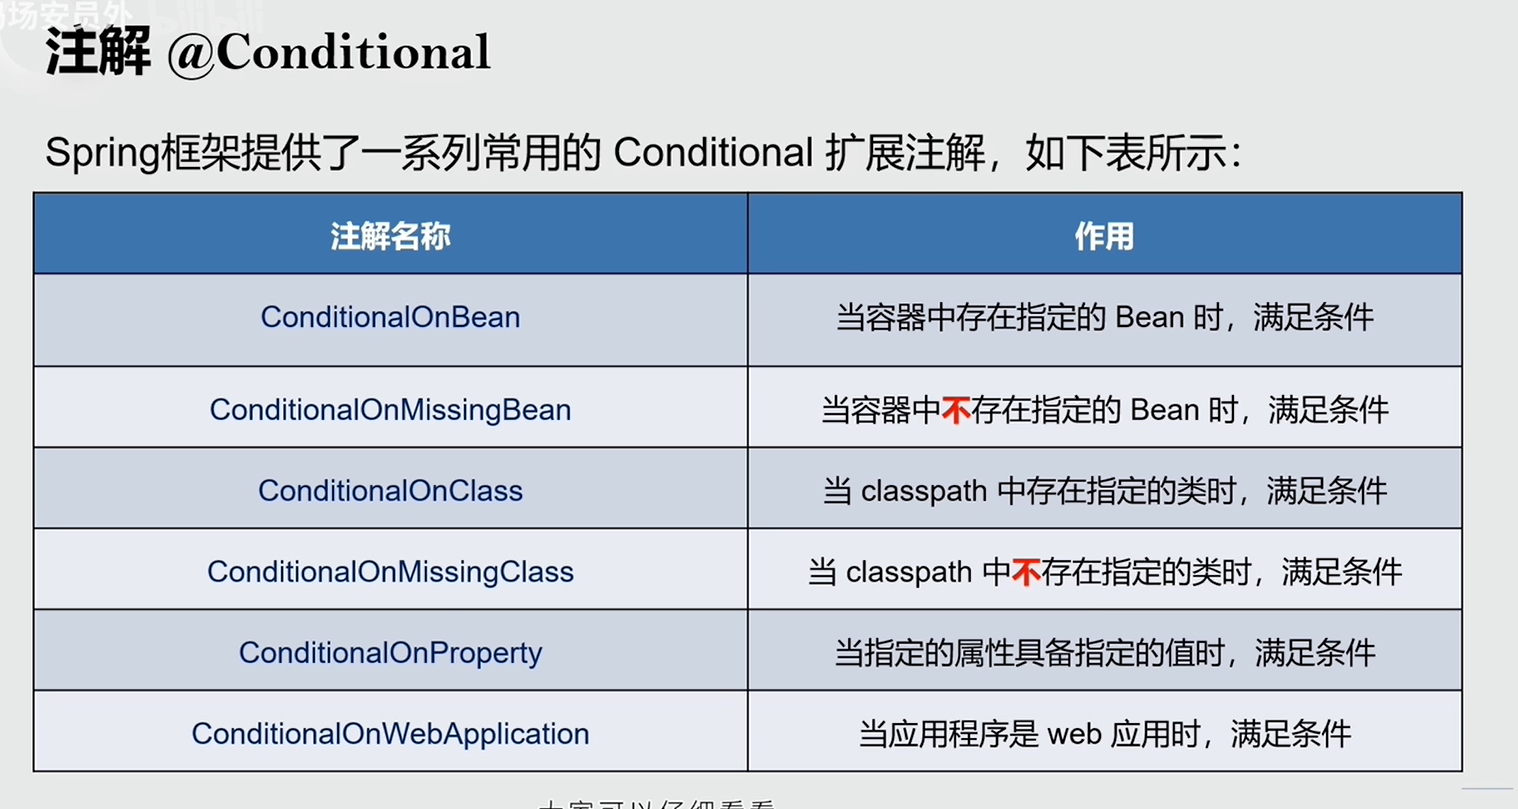 注解 @Conditional
Spring框架提供了一系列常用的 Conditional 扩展注解，如下表所示：
注解名称 作用
ConditionalOnBean 当容器中存在指定的 Bean 时，满足条件
ConditionalOnMissingBean 当容器中不存在指定的 Bean 时，满足条件
ConditionalOnClass 当 classpath 中存在指定的类时，满足条件
ConditionalOnMissingClass 当 classpath 中不存在指定的类时，满足条件
ConditionalOnProperty 当指定的属性具备指定的值时，满足条件
ConditionalOnWebApplication 当应用程序是 web 应用时，满足条件